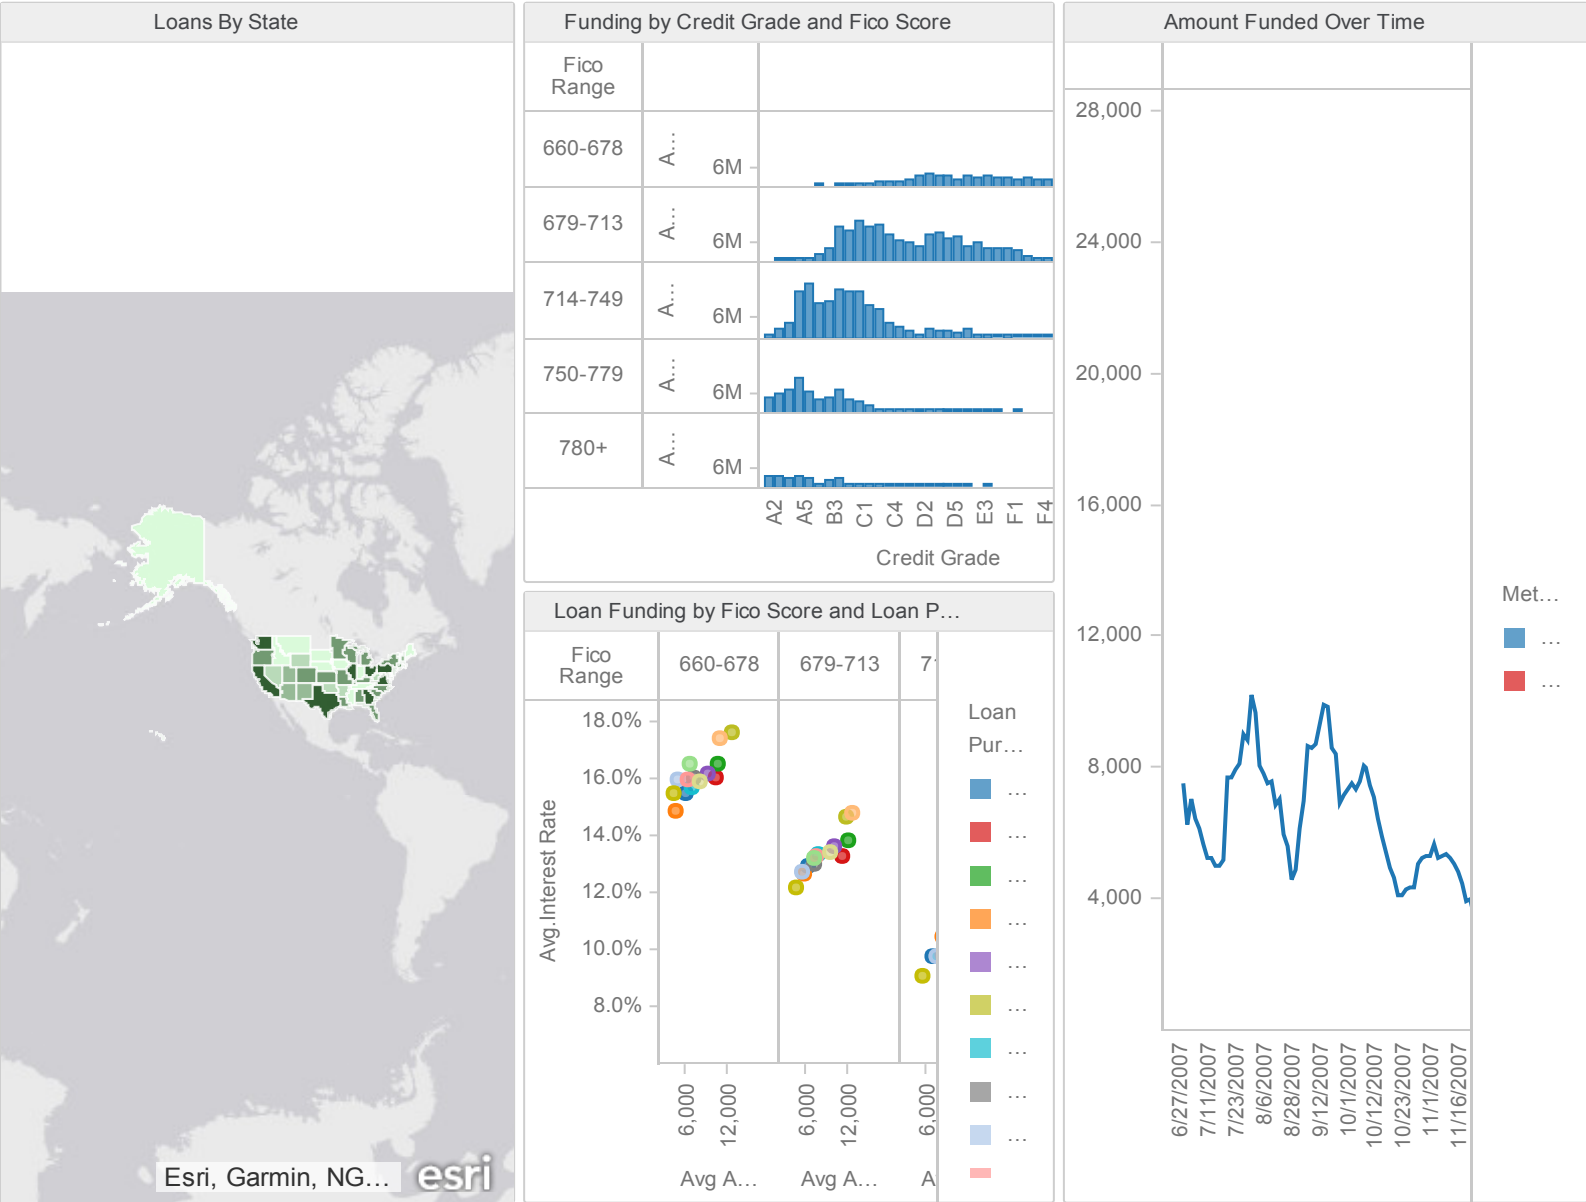 Loans By State
Esri, Garmin, NG...
esri
Funding by Credit Grade and Fico Score
Fico
Range
660-678
A...
6M
679-713
A...
6M
714-749
A...
6M
750-779
A...
6M
780+
A...
6M
A2
A5
B3
C1
C4
D2
D5
E3
F1
F4
Credit Grade
Loan Funding by Fico Score and Loan P...
Fico
Range
660-678
679-713
71
Avg.Interest Rate
18.0%
16.0%
14.0%
12.0%
10.0%
8.0%
6,000
12,000
6,000
12,000
6,000
Avg A...
Avg A...
A
Loan
Pur...
...
...
...
...
...
...
...
...
...
Amount Funded Over Time
28,000
24,000
20,000
16,000
12,000
8,000
4,000
6/27/2007
7/11/2007
7/23/2007
8/6/2007
8/28/2007
9/12/2007
10/1/2007
10/12/2007
10/23/2007
11/1/2007
11/16/2007
Met...
...
...